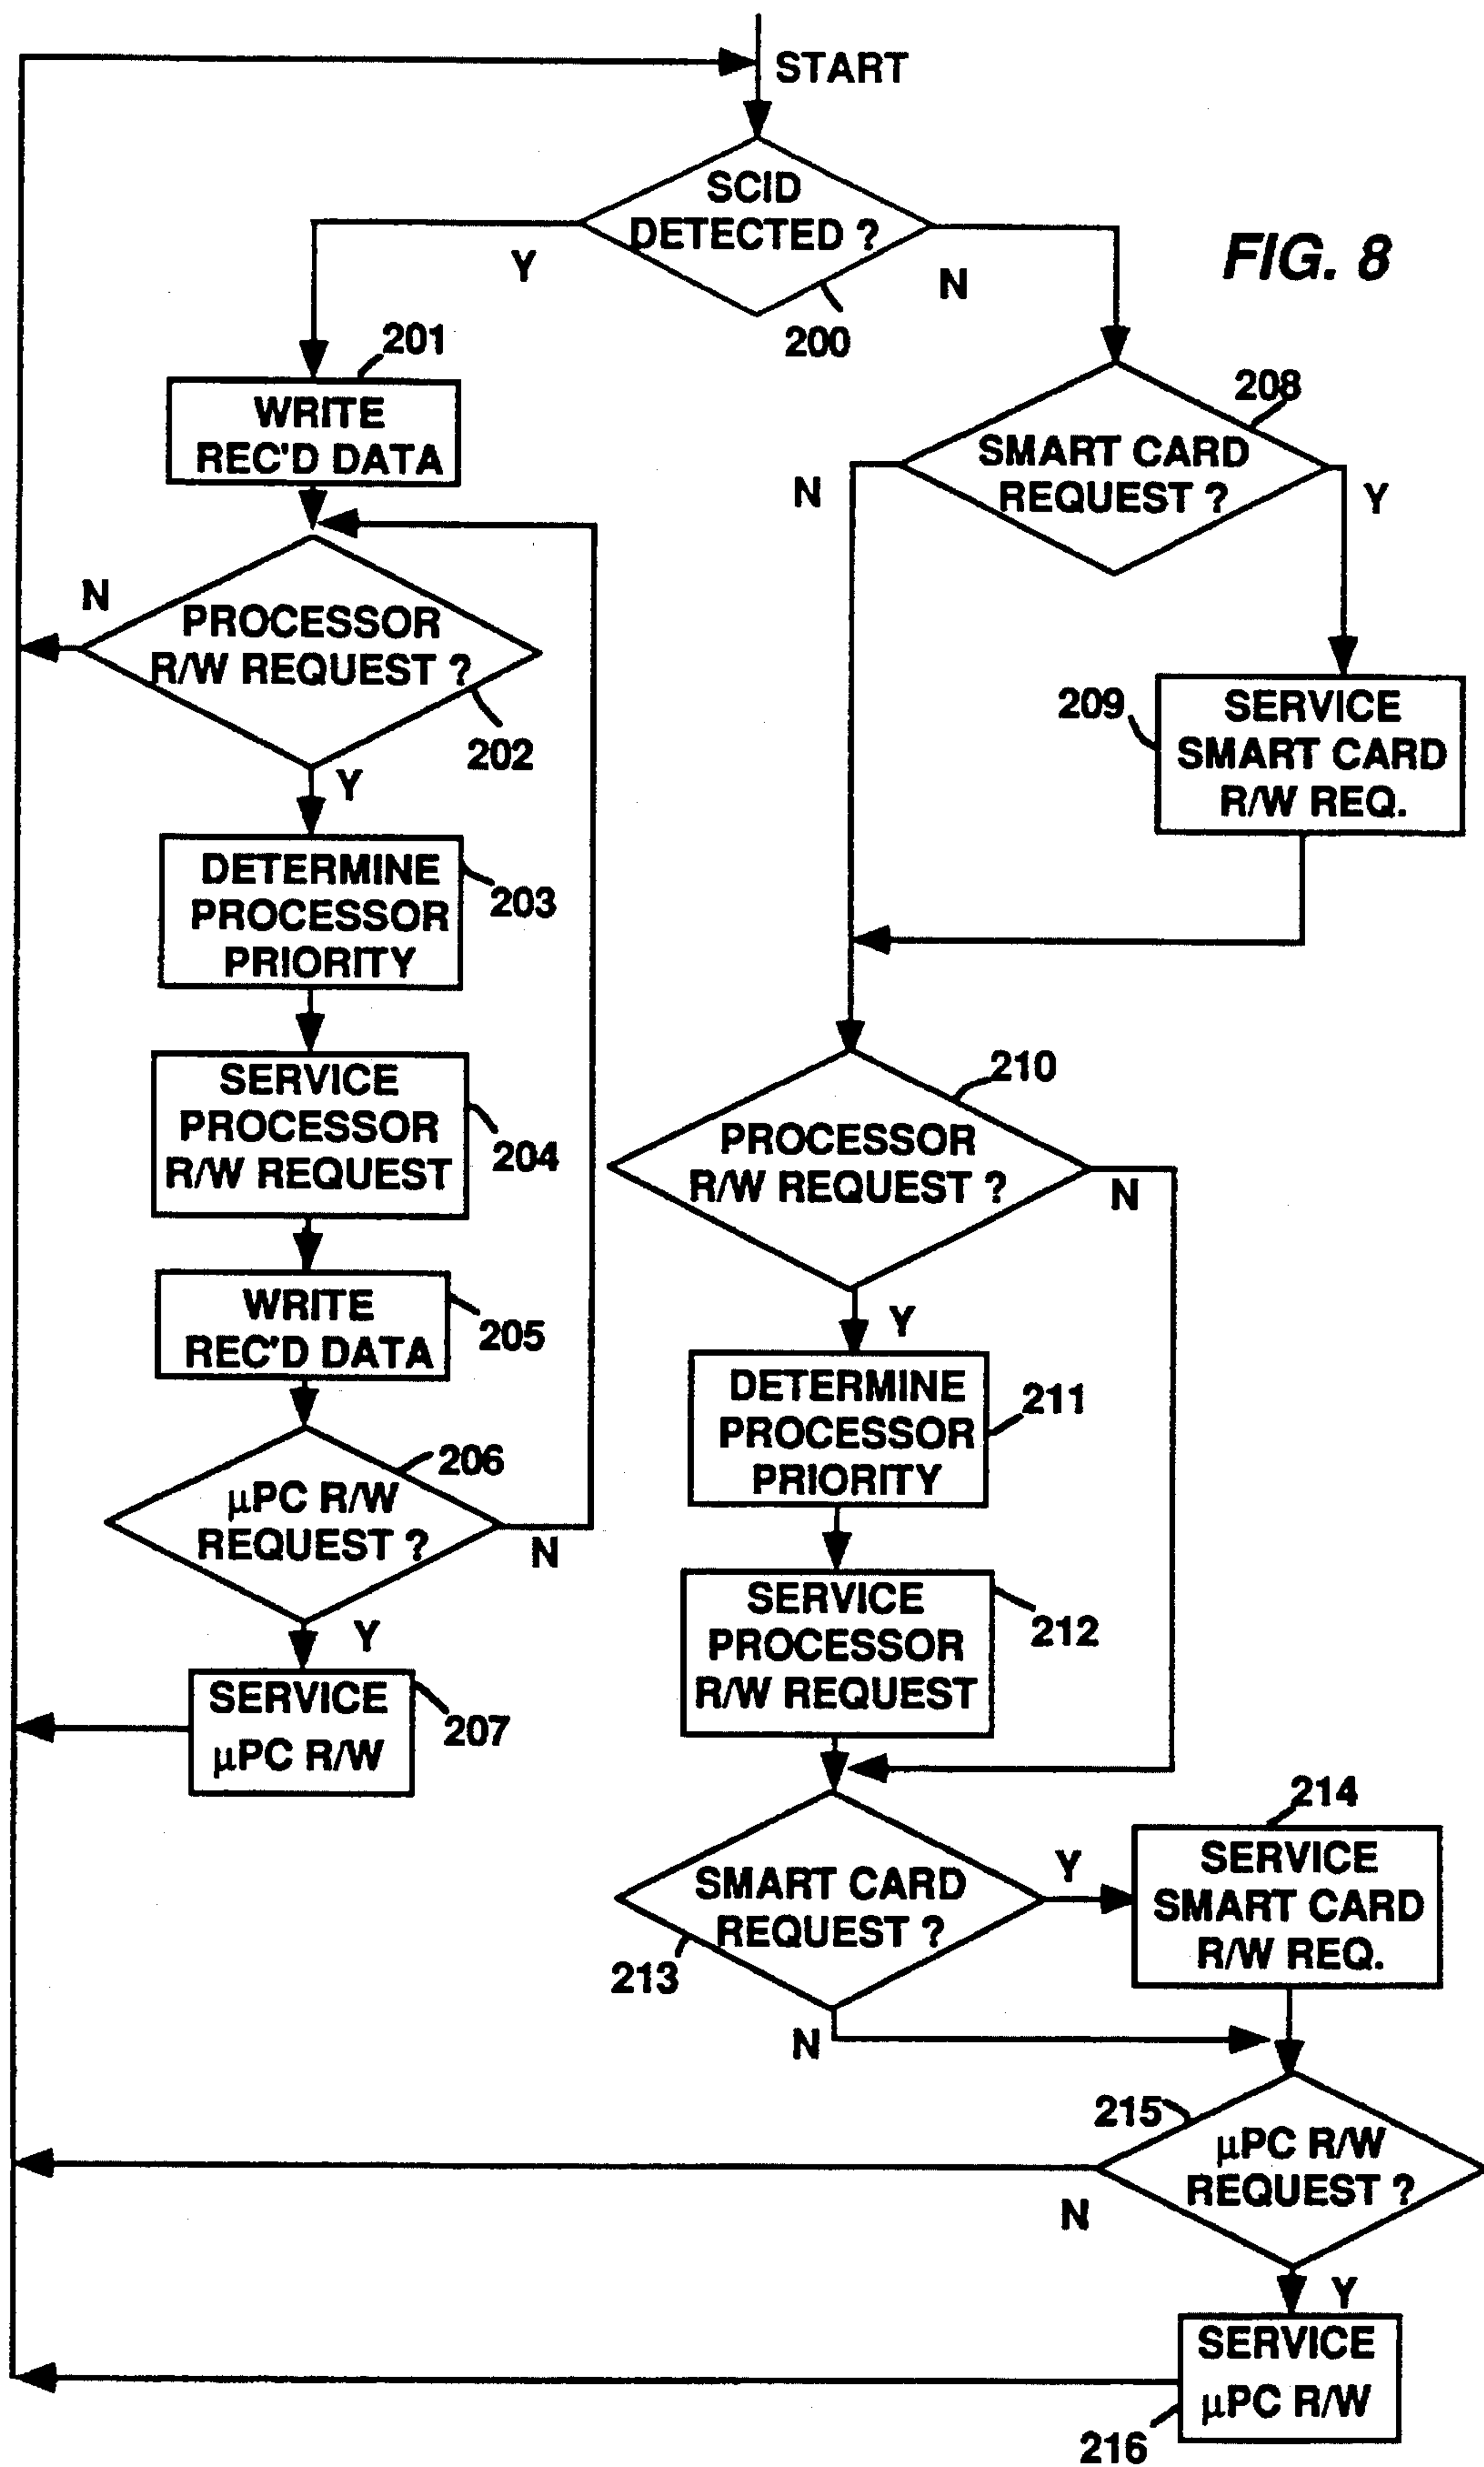 START
SCID
DETECTED ?
Y
N
200
FIG. 8
201
WRITE
REC'D DATA
208
SMART CARD
REQUEST ?
N
Y
N
PROCESSOR
R/W REQUEST ?
202
Y
209
SERVICE
SMART CARD
R/W REQ.
DETERMINE
PROCESSOR
PRIORITY
203
SERVICE
PROCESSOR
R/W REQUEST
204
210
PROCESSOR
R/W REQUEST ?
N
Y
WRITE
REC'D DATA
205
DETERMINE
PROCESSOR
PRIORITY
211
206
µPC R/W
REQUEST ?
N
Y
SERVICE
PROCESSOR
R/W REQUEST
212
SERVICE
µPC R/W
207
SMART CARD
REQUEST ?
213
Y
N
214
SERVICE
SMART CARD
R/W REQ.
215
µPC R/W
REQUEST ?
N
Y
SERVICE
µPC R/W
216